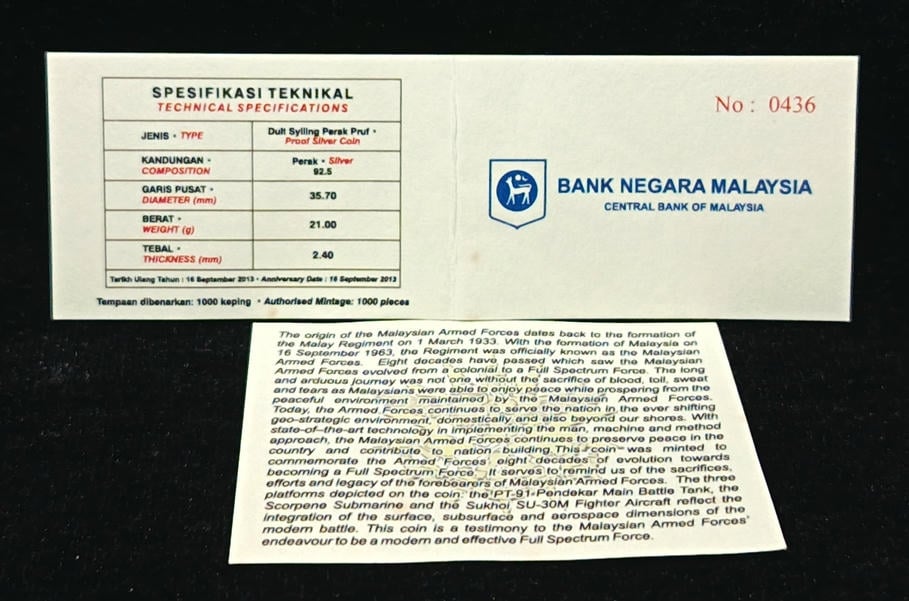 SPESIFIKASI TEKNIKAL
TECHNICAL SPECIFICATIONS
JENIS • TYPE
Duit Syiling Perak Pruf •
Proof Silver Coin
KANDUNGAN •
COMPOSITION
Perak • Silver
92.5
GARIS PUSAT •
DIAMETER (mm)
35.70
BERAT •
WEIGHT (g)
21.00
TEBAL •
THICKNESS (mm)
2.40
Tarikh Ulang Tahun : 16 September 2013 • Anniversary Date : 16 September 2013
Tempaan dibenarkan: 1000 keping • Authorised Mintage: 1000 pieces
No : 0436
BANK NEGARA MALAYSIA
CENTRAL BANK OF MALAYSIA
The origin of the Malaysian Armed Forces dates back to the formation of
the Malay Regiment on 1 March 1933. With the formation of Malaysia on
16 September 1963, the Regiment was officially known as the Malaysian
Armed Forces. Eight decades have passed which saw the Malaysian
Armed Forces evolved from a colonial to a Full Spectrum Force. The long
and arduous journey was not one without the sacrifice of blood, toil, sweat
and tears as Malaysians were able to enjoy peace while prospering from the
peaceful environment maintained by the Malaysian Armed Forces.
Today, the Armed Forces continues to serve the nation in the ever shifting
geo-strategic environment, domestically and also beyond our shores. With
state-of-the-art technology in implementing the man, machine and method
approach, the Malaysian Armed Forces continues to preserve peace in the
country and contribute to nation building.This coin was minted to
commemorate the Armed Forces' eight decades of evolution towards
becoming a Full Spectrum Force. It serves to remind us of the sacrifices,
efforts and legacy of the forebearers of Malaysian Armed Forces. The three
platforms depicted on the coin: the PT-91 Pendekar Main Battle Tank, the
Scorpene Submarine and the Sukhoi SU-30M Fighter Aircraft reflect the
integration of the surface, subsurface and aerospace dimensions of the
modern battle. This coin is a testimony to the Malaysian Armed Forces'
endeavour to be a modern and effective Full Spectrum Force.